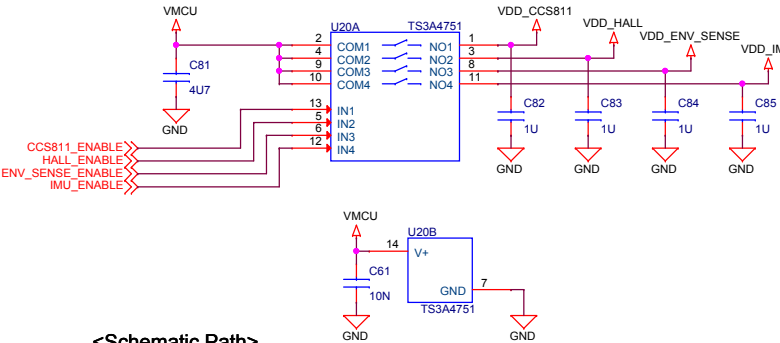 VMCU
U20A TS3A4751
VDD_CCS811
VDD_HALL
VDD_ENV_SENSE
VDD_IM
2 COM1 NO1 1
4 COM2 NO2 3
9 COM3 NO3 8
10 COM4 NO4 11
C81
4U7
GND
13 IN1
5 IN2
6 IN3
12 IN4
CCS811_ENABLE
HALL_ENABLE
ENV_SENSE_ENABLE
IMU_ENABLE
C82 C83 C84 C85
1U 1U 1U 1U
GND GND GND GND
VMCU
U20B
14 V+
C61
10N
GND 7
TS3A4751
GND GND
<Schematic Path>